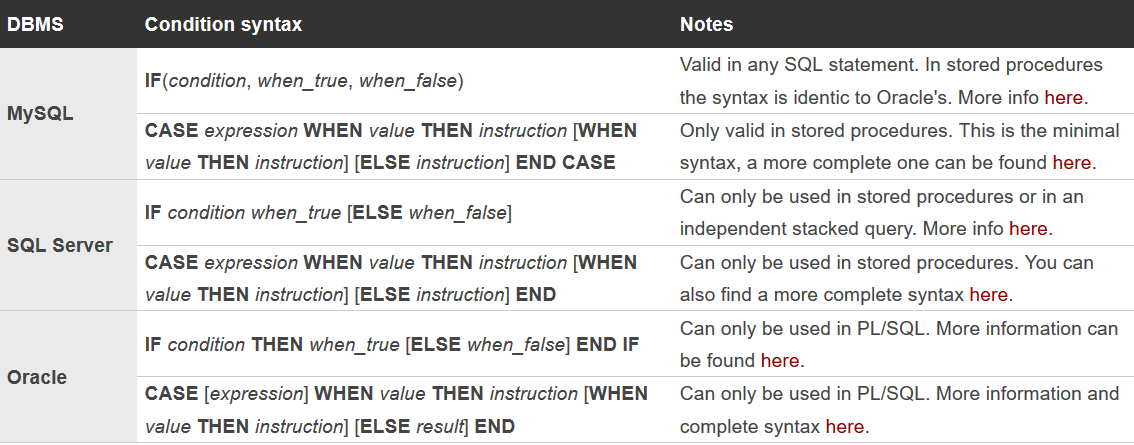 DBMS Condition syntax Notes
MySQL
IF(condition, when_true, when_false)
Valid in any SQL statement. In stored procedures
the syntax is identic to Oracle's. More info here.
CASE expression WHEN value THEN instruction [WHEN
value THEN instruction] [ELSE instruction] END CASE
Only valid in stored procedures. This is the minimal
syntax, a more complete one can be found here.
SQL Server
IF condition when_true [ELSE when_false]
Can only be used in stored procedures or in an
independent stacked query. More info here.
CASE expression WHEN value THEN instruction [WHEN
value THEN instruction] [ELSE instruction] END
Can only be used in stored procedures. You can
also find a more complete syntax here.
Oracle
IF condition THEN when_true [ELSE when_false] END IF
Can only be used in PL/SQL. More information can
be found here.
CASE [expression] WHEN value THEN instruction [WHEN
value THEN instruction] [ELSE result] END
Can only be used in PL/SQL. More information and
complete syntax here.